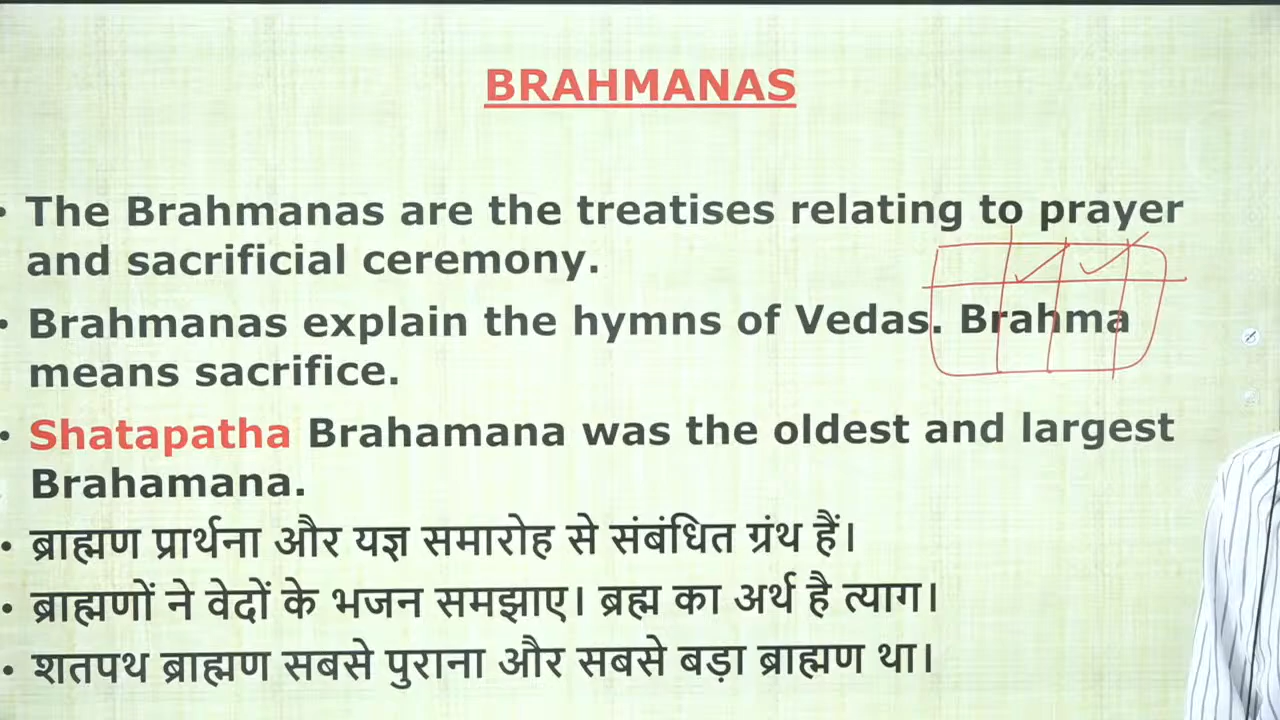 BRAHMANAS
• The Brahmanas are the treatises relating to prayer
and sacrificial ceremony.
• Brahmanas explain the hymns of Vedas. Brahma
means sacrifice.
• Shatapatha Brahamana was the oldest and largest
Brahamana.
• ब्राह्मण प्रार्थना और यज्ञ समारोह से संबंधित ग्रंथ हैं।
• ब्राह्मणों ने वेदों के भजन समझाए। ब्रह्म का अर्थ है त्याग।
• शतपथ ब्राह्मण सबसे पुराना और सबसे बड़ा ब्राह्मण था।